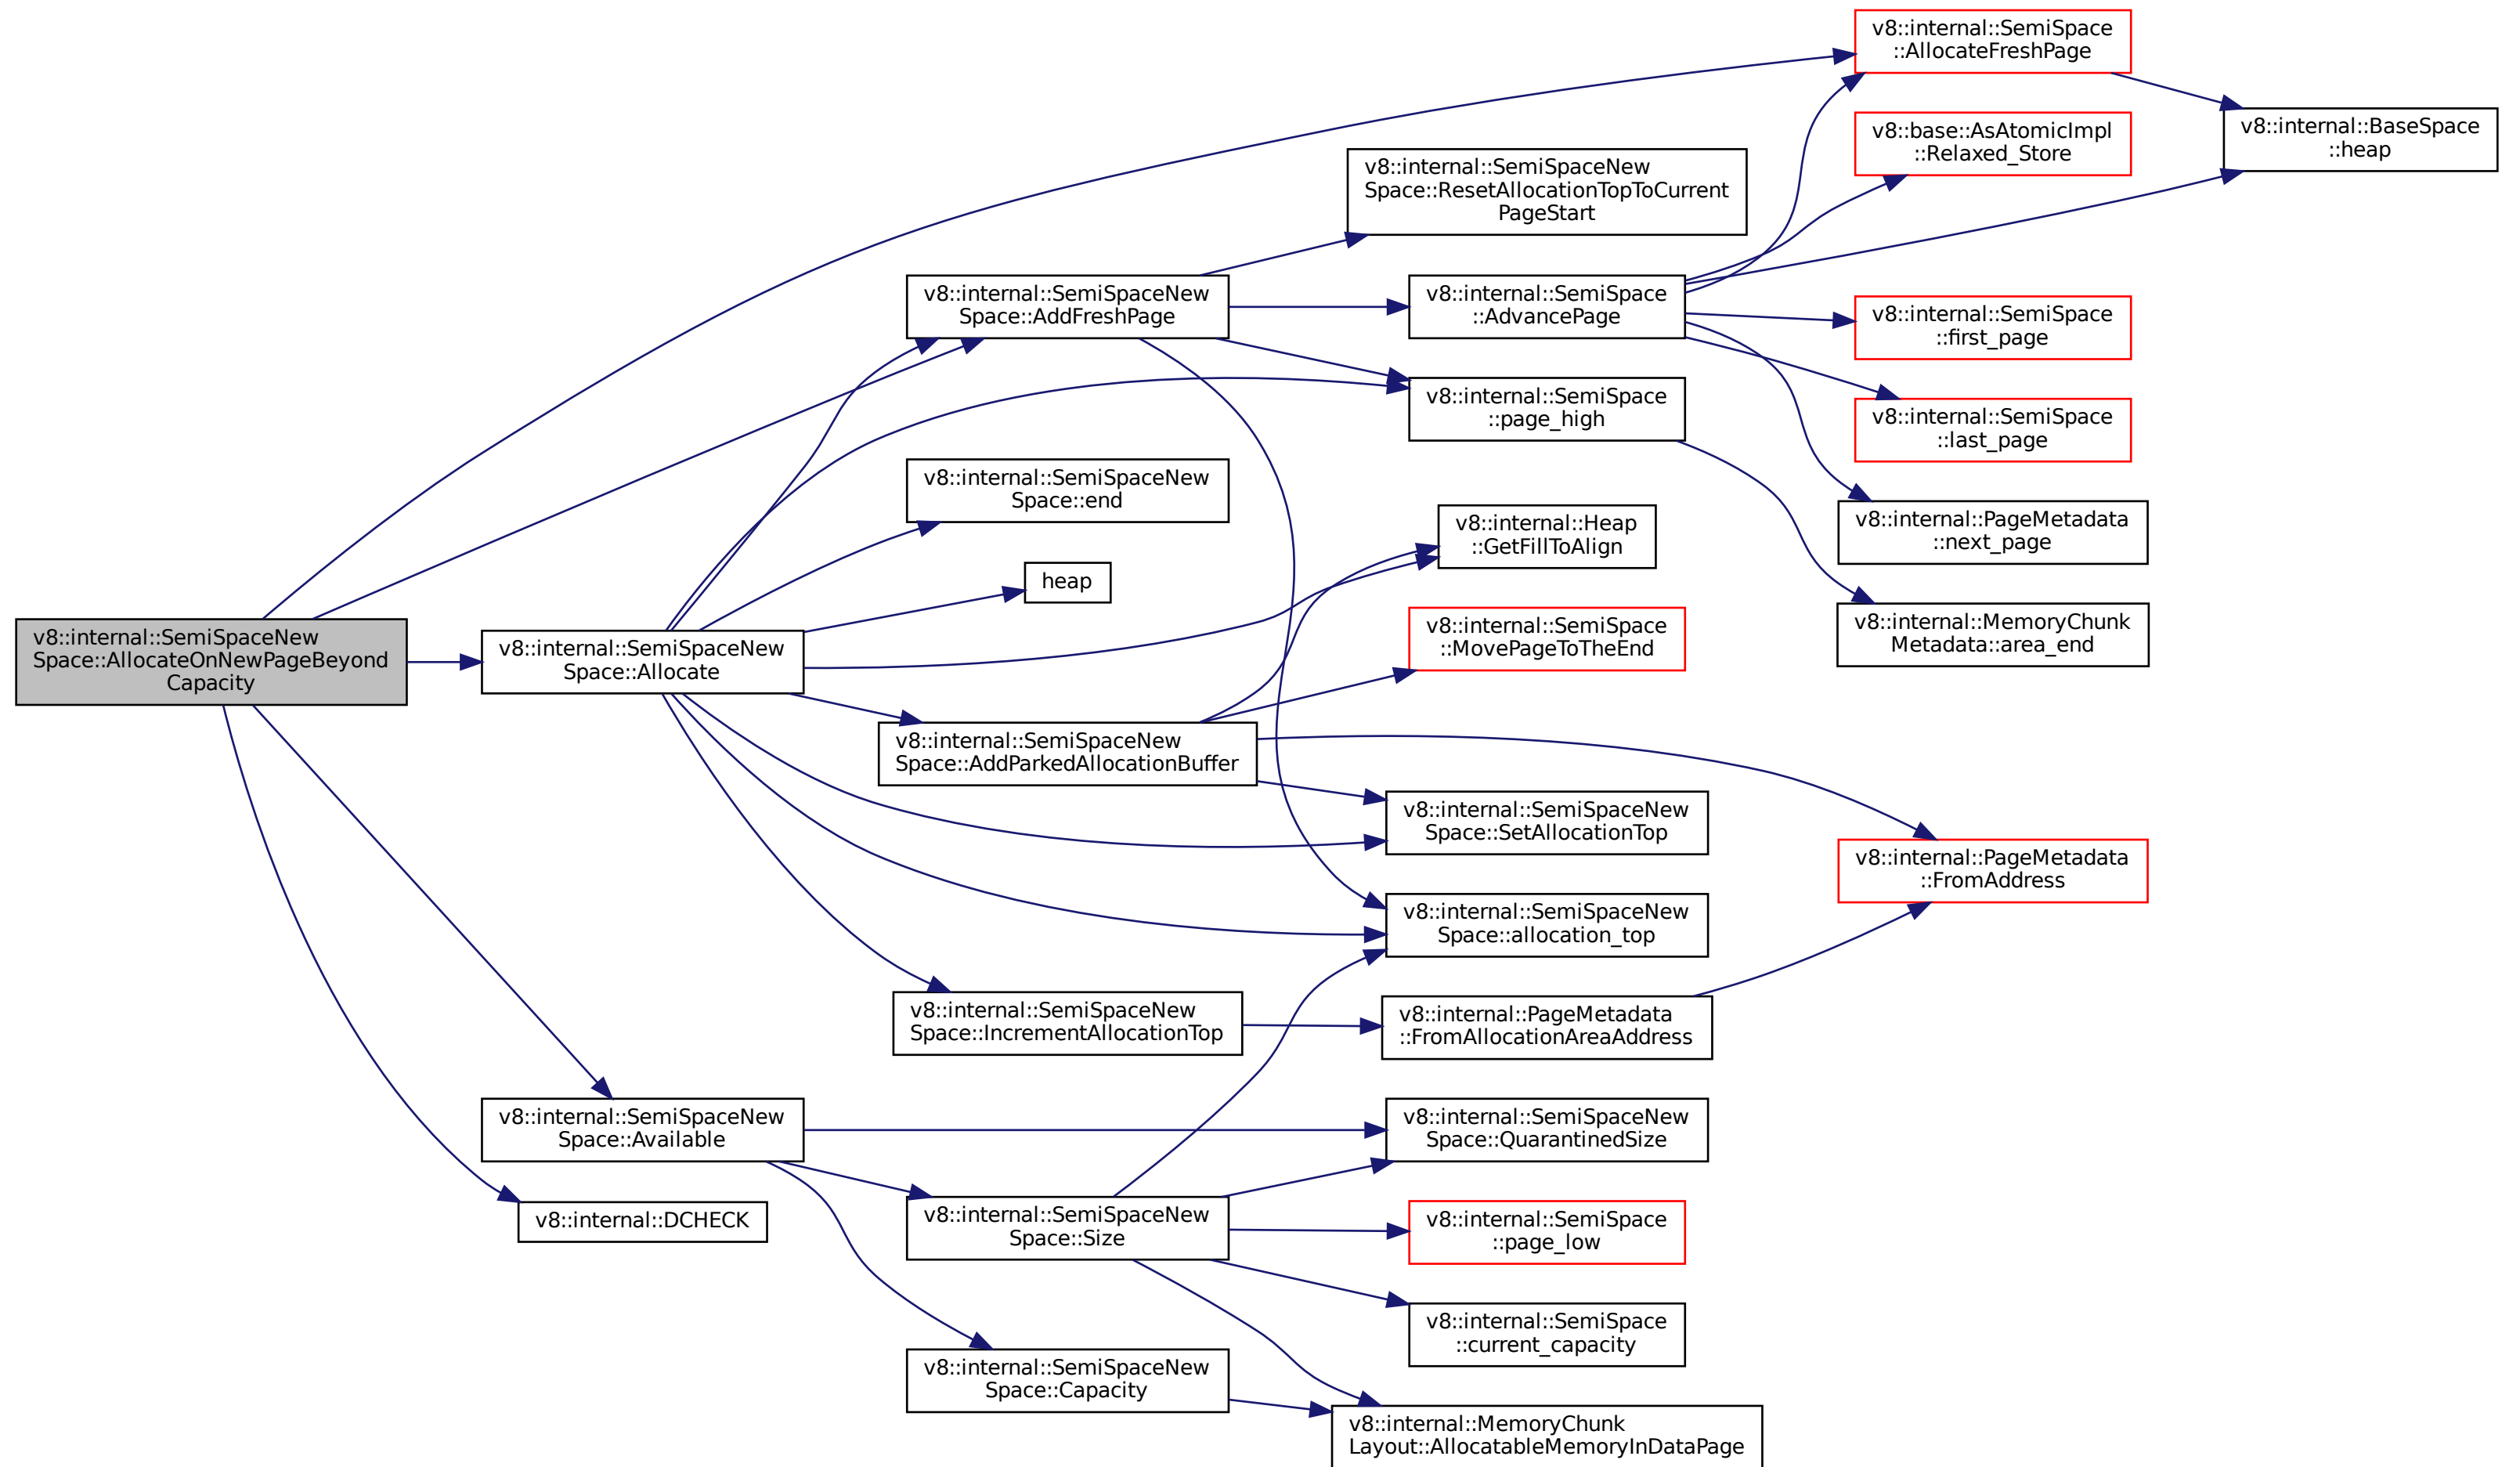 v8::internal::SemiSpaceNew
Space::AllocateOnNewPageBeyond
Capacity
v8::internal::SemiSpaceNew
Space::Allocate
v8::internal::SemiSpaceNew
Space::Available
v8::internal::DCHECK
v8::internal::SemiSpaceNew
Space::AddFreshPage
v8::internal::SemiSpaceNew
Space::end
heap
v8::internal::SemiSpaceNew
Space::AddParkedAllocationBuffer
v8::internal::SemiSpaceNew
Space::IncrementAllocationTop
v8::internal::SemiSpaceNew
Space::Size
v8::internal::SemiSpaceNew
Space::Capacity
v8::internal::SemiSpaceNew
Space::ResetAllocationTopToCurrent
PageStart
v8::internal::SemiSpace
::AdvancePage
v8::internal::SemiSpace
::page_high
v8::internal::Heap
::GetFillToAlign
v8::internal::SemiSpace
::MovePageToTheEnd
v8::internal::SemiSpaceNew
Space::SetAllocationTop
v8::internal::SemiSpaceNew
Space::allocation_top
v8::internal::PageMetadata
::FromAllocationAreaAddress
v8::internal::SemiSpaceNew
Space::QuarantinedSize
v8::internal::SemiSpace
::page_low
v8::internal::SemiSpace
::current_capacity
v8::internal::MemoryChunk
Layout::AllocatableMemoryInDataPage
v8::internal::SemiSpace
::AllocateFreshPage
v8::base::AsAtomicImpl
::Relaxed_Store
v8::internal::SemiSpace
::first_page
v8::internal::SemiSpace
::last_page
v8::internal::PageMetadata
::next_page
v8::internal::MemoryChunk
Metadata::area_end
v8::internal::PageMetadata
::FromAddress
v8::internal::BaseSpace
::heap